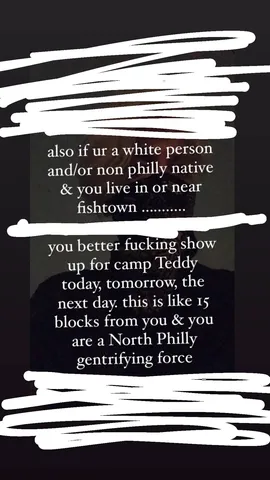 also if ur a white person
and/or non philly native
& you live in or near
fishtown ...........
you better fucking show
up for camp Teddy
today, tomorrow, the
next day. this is like 15
blocks from you & you
are a North Philly
gentrifying force